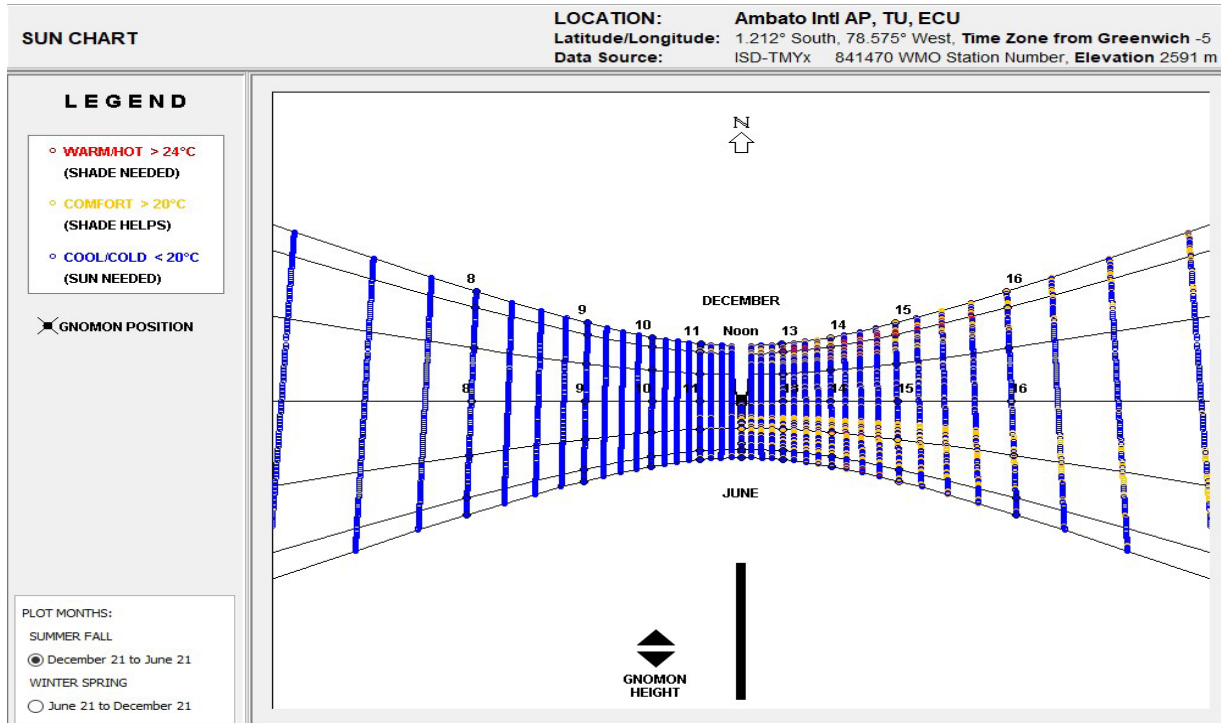 SUN CHART
LOCATION: Ambato Intl AP, TU, ECU
Latitude/Longitude: 1.212° South, 78.575° West, Time Zone from Greenwich -5
Data Source: ISD-TMYx 841470 WMO Station Number, Elevation 2591 m
LEGEND
WARM/HOT > 24°C
(SHADE NEEDED)
COMFORT > 20°C
(SHADE HELPS)
COOL/COLD < 20°C
(SUN NEEDED)
GNOMON POSITION
PLOT MONTHS:
SUMMER FALL
December 21 to June 21
WINTER SPRING
June 21 to December 21
N
DECEMBER
8 9 10 11 Noon 13 14 15 16
8 9 10 11 13 14 15 16
JUNE
GNOMON
HEIGHT